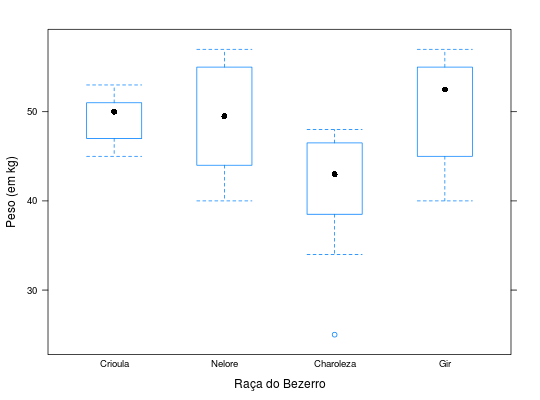 Peso (em kg)
50
40
30
Crioula Nelore Charoleza Gir
Raça do Bezerro